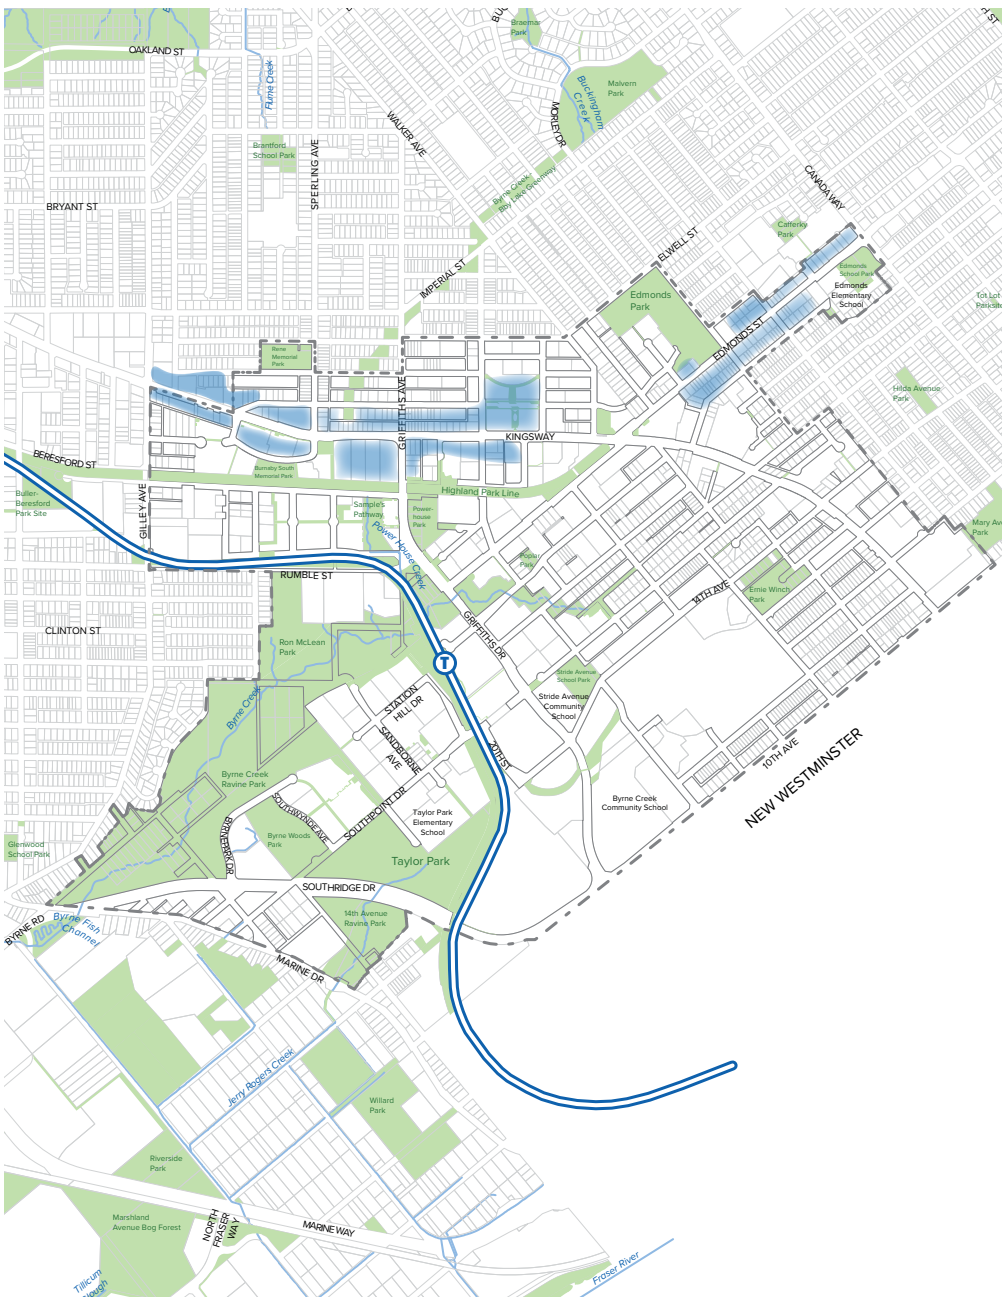 Braemar
Park
OAKLAND ST
Flume Creek
Malvern
Park
Buckingham
Creek
MORLEY DR
WALKER AVE
Brantford
School Park
SPERLING AVE
CANADA WAY
Byrne Creek-
Boy Lake Greenway
BRYANT ST
Cafferky
Park
ELWELL ST
IMPERIAL ST
Edmonds
School Park
Edmonds
Elementary
School
Edmonds
Park
Tot Lot
Parksite
EDMONDS ST
Rene
Memorial
Park
Hilda Avenue
Park
GRIFFITHS AVE
KINGSWAY
BERESFORD ST
Burnaby South
Memorial Park
Highland Park Line
Buller-
Beresford
Park Site
GILLEY AVE
Sample's
Pathway
Power-
house
Park
Power House Creek
Mary Av
Park
Poplar
Park
RUMBLE ST
14TH AVE
Ernie Winch
Park
GRIFFITHS DR
CLINTON ST
Ron McLean
Park
T
Stride Avenue
School Park
STATION
HILL DR
Stride Avenue
Community
School
Byrne Creek
SANDBORNE
AVE
20TH ST
10TH AVE
NEW WESTMINSTER
Byrne Creek
Ravine Park
SOUTHWYNDE AVE
SOUTHPOINT DR
Byrne Creek
Community School
Taylor Park
Elementary
School
BYRNEPARK DR
Byrne Woods
Park
Glenwood
School Park
Taylor Park
SOUTHRIDGE DR
14th Avenue
Ravine Park
BYRNE RD
Byrne Fish
Channel
MARINE DR
Jerry Rogers Creek
Willard
Park
Riverside
Park
Marshland
Avenue Bog Forest
NORTH
FRASER
WAY
MARINE WAY
Fraser River
Tillicum